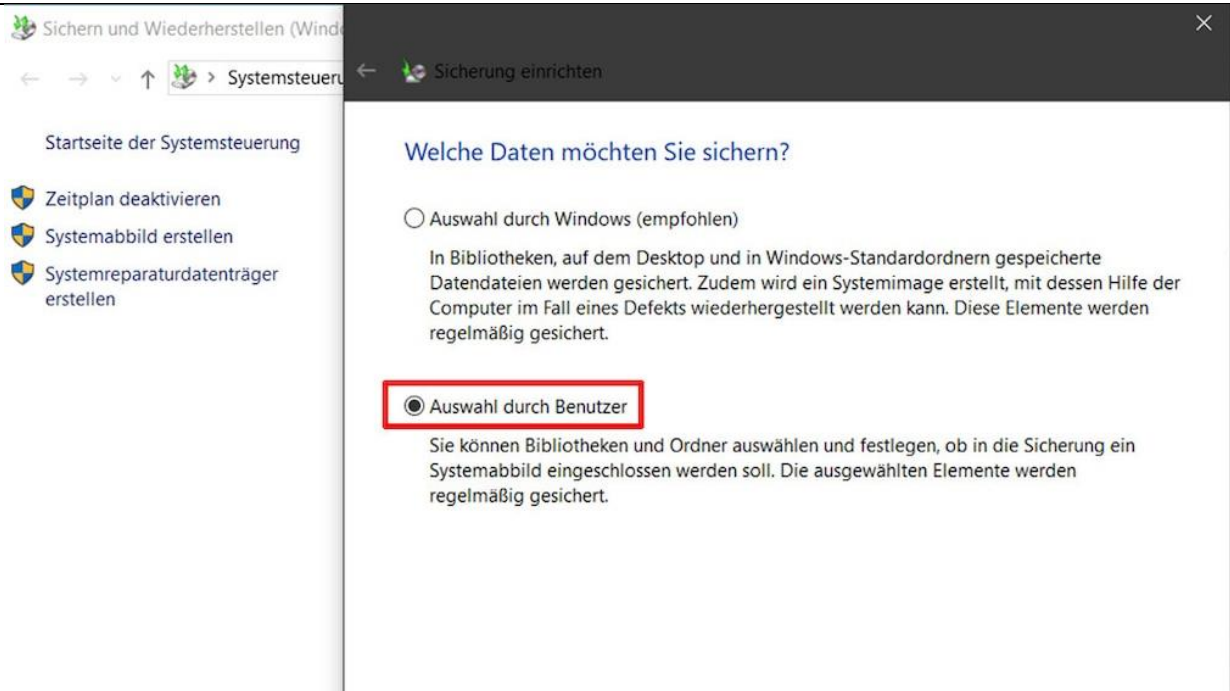 Sichern und Wiederherstellen (Wind
Systemsteueru
Startseite der Systemsteuerung
Zeitplan deaktivieren
Systemabbild erstellen
Systemreparaturdatenträger
erstellen
Sicherung einrichten
Welche Daten möchten Sie sichern?
Auswahl durch Windows (empfohlen)
In Bibliotheken, auf dem Desktop und in Windows-Standardordnern gespeicherte
Datendateien werden gesichert. Zudem wird ein Systemimage erstellt, mit dessen Hilfe der
Computer im Fall eines Defekts wiederhergestellt werden kann. Diese Elemente werden
regelmäßig gesichert.
Auswahl durch Benutzer
Sie können Bibliotheken und Ordner auswählen und festlegen, ob in die Sicherung ein
Systemabbild eingeschlossen werden soll. Die ausgewählten Elemente werden
regelmäßig gesichert.